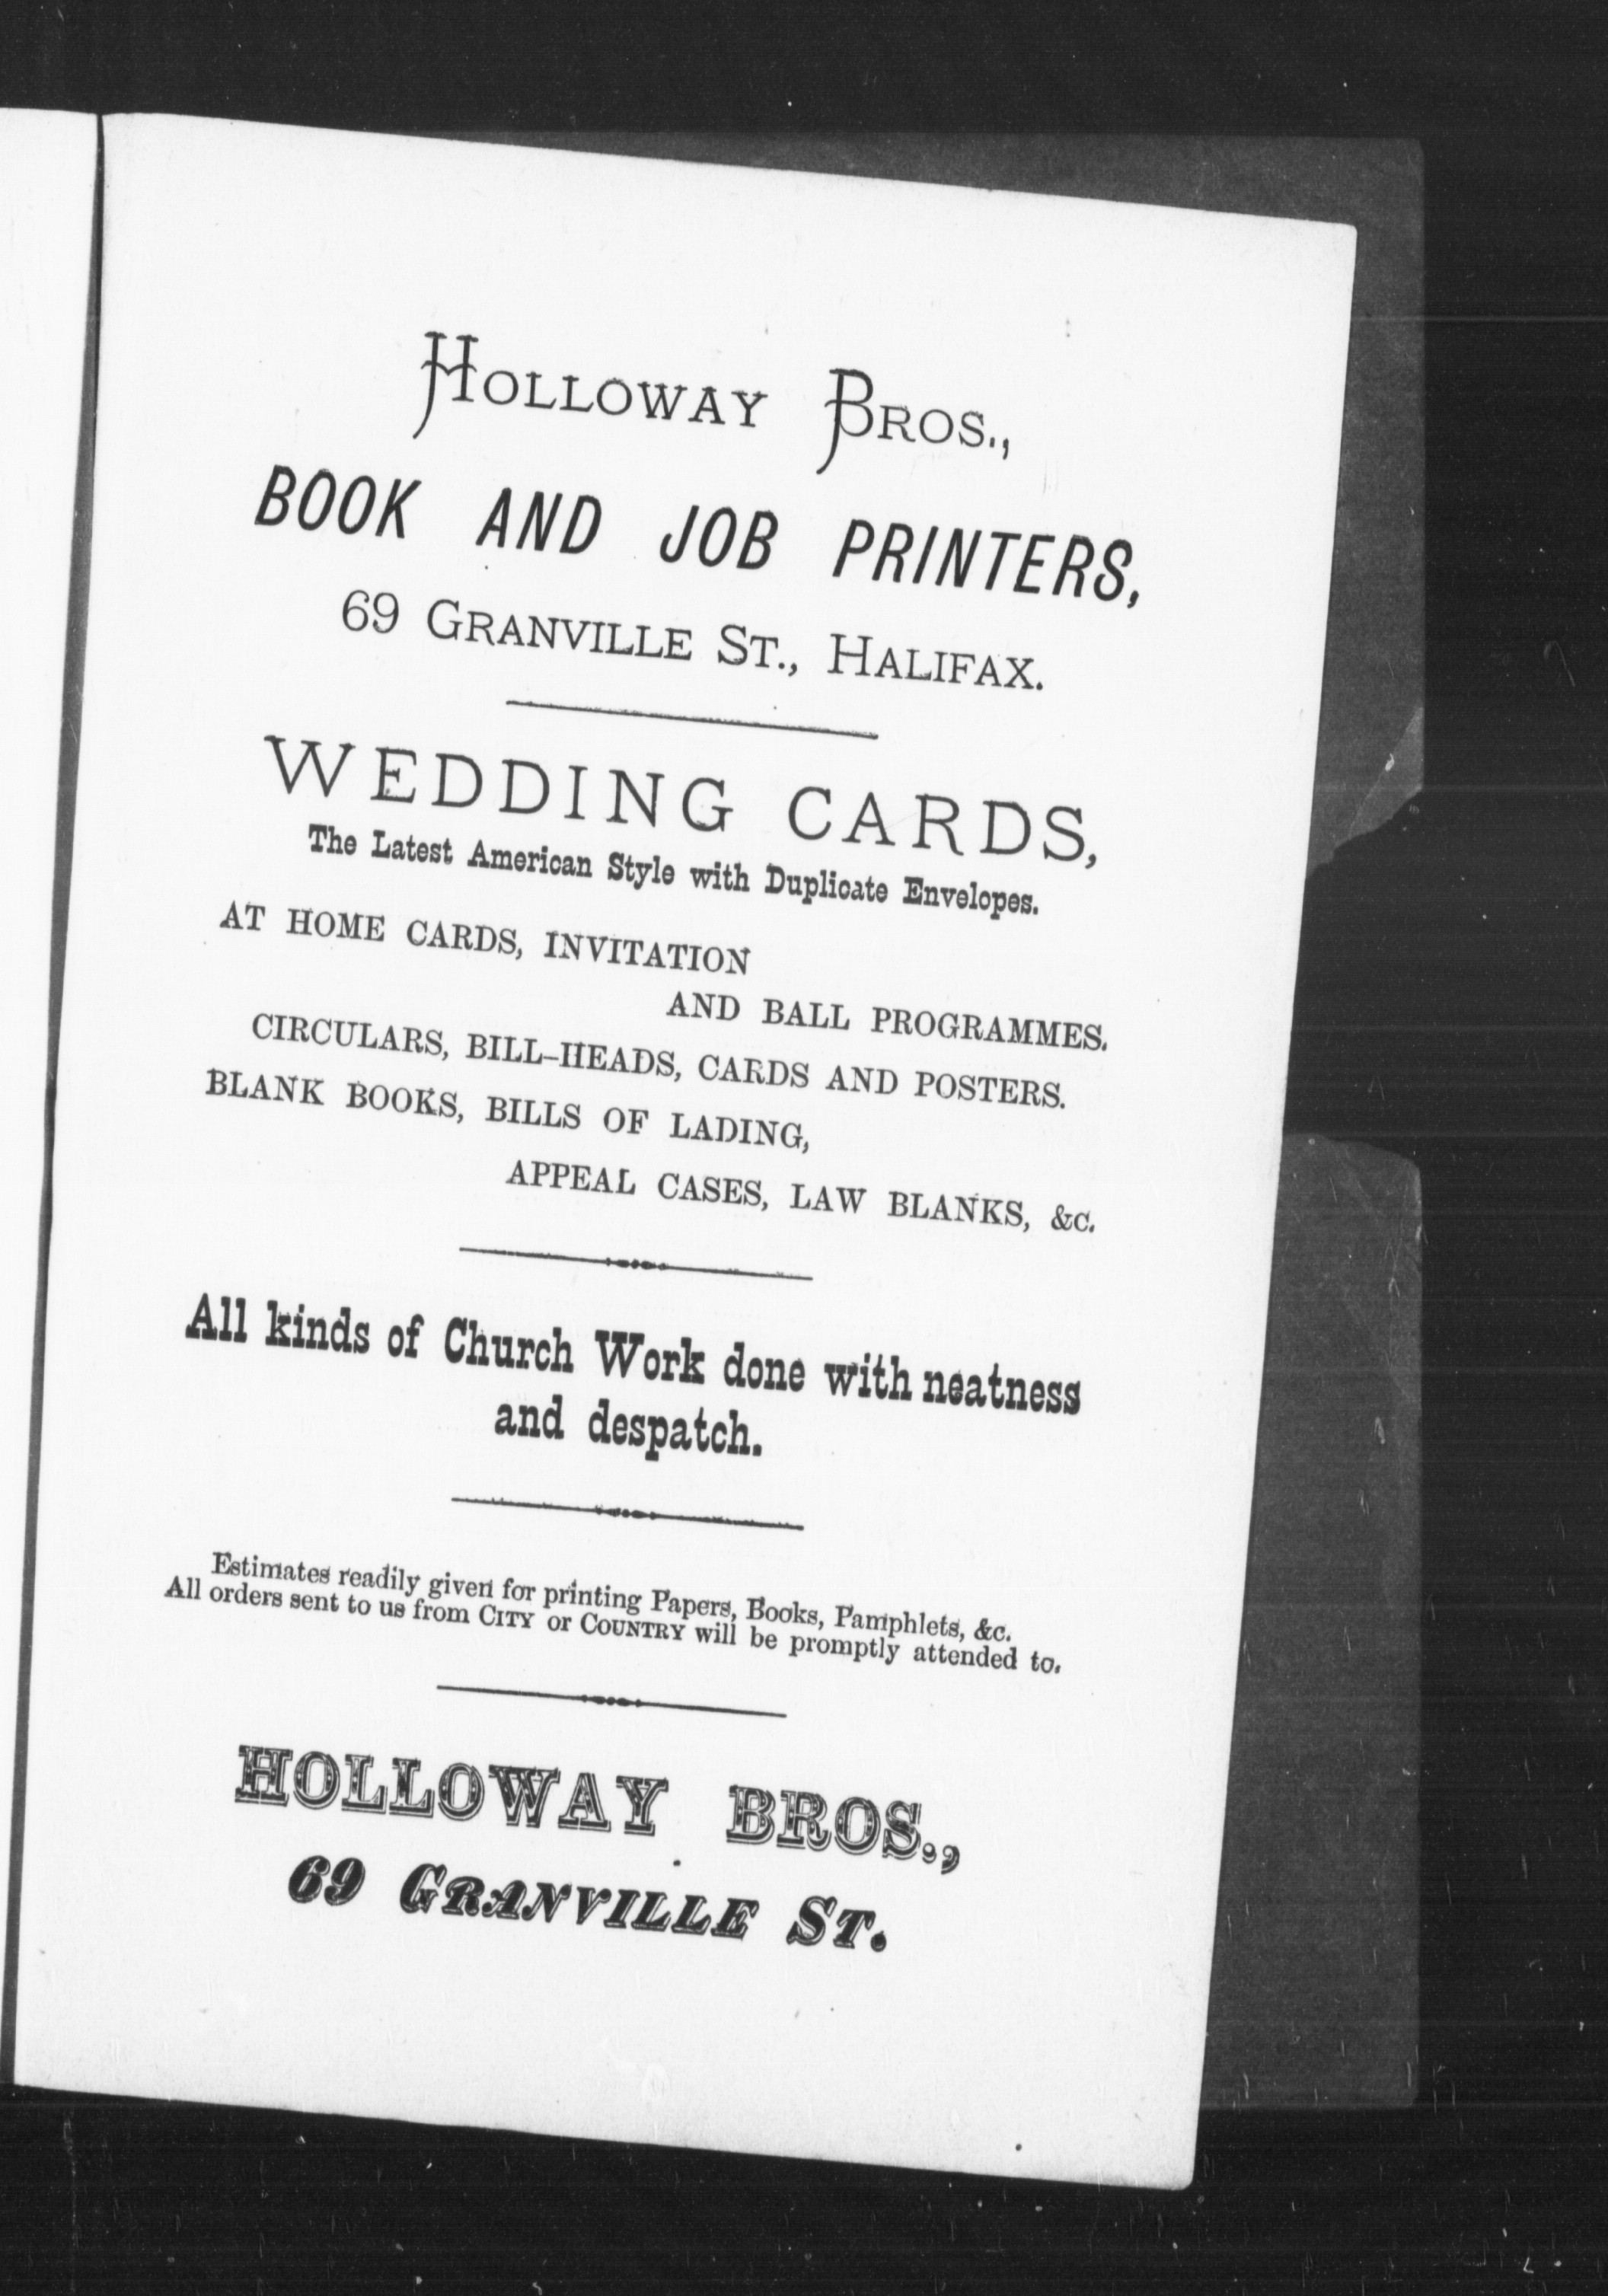 Holloway Bros.,
BOOK AND JOB PRINTERS,
69 Granville St., Halifax.
WEDDING CARDS,
The Latest American Style with Duplicate Envelopes.
AT HOME CARDS, INVITATION
AND BALL PROGRAMMES.
CIRCULARS, BILL-HEADS, CARDS AND POSTERS.
BLANK BOOKS, BILLS OF LADING,
APPEAL CASES, LAW BLANKS, &C.
All kinds of Church Work done with neatness
and despatch.
Estimates readily given for printing Papers, Books, Pamphlets, &c.
All orders sent to us from CITY or COUNTRY will be promptly attended to.
HOLLOWAY BROS.,
69 GRANVILLE ST.